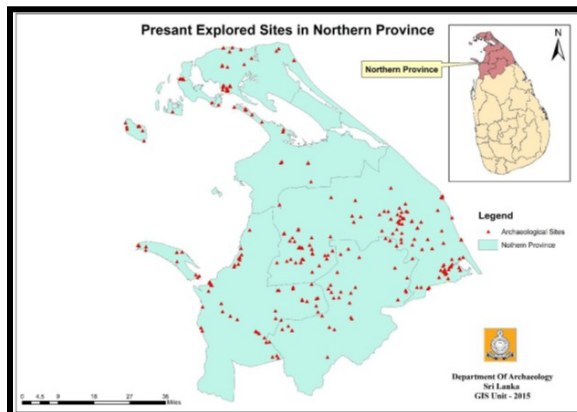 Presant Explored Sites in Northern Province
N
Northern Province
Legend
Archaeological Sites
Nothern Province
Department Of Archaeology
Sri Lanka
GIS Unit - 2015
0 4.5 9 18 27 36
Miles